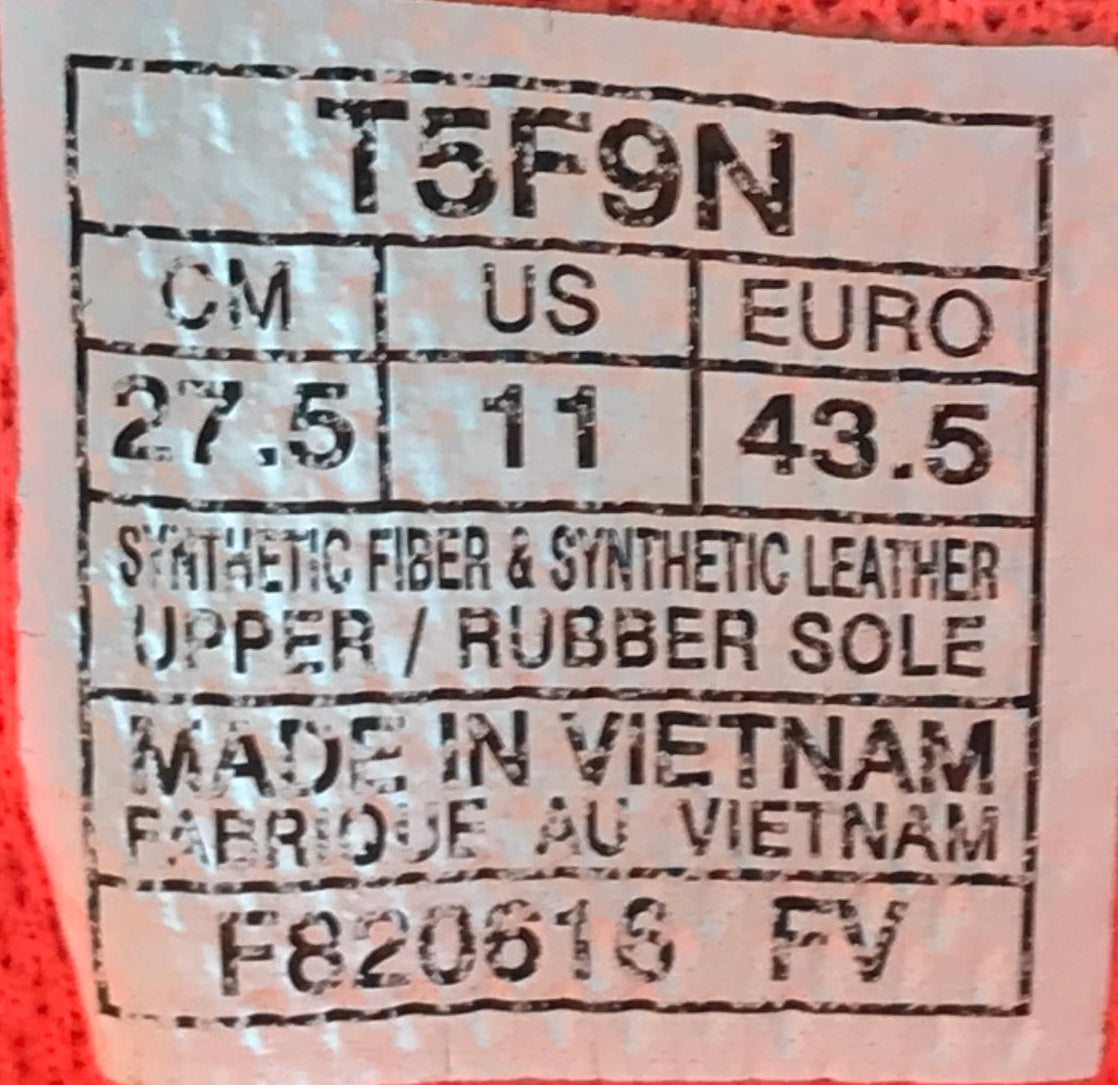 T5F9N
CM US EURO
27.5 11 43.5
SYNTHETIC FIBER & SYNTHETIC LEATHER
UPPER / RUBBER SOLE
MADE IN VIETNAM
FABRIQUE AU VIETNAM
FV